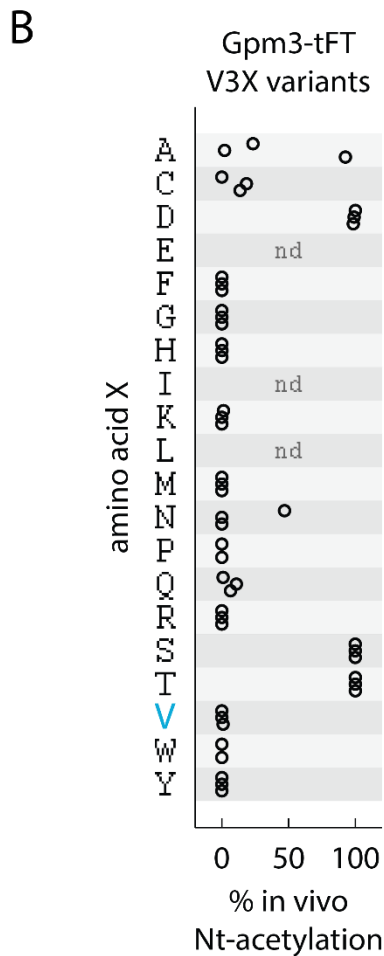 B
Gpm3-tFT
V3X variants
amino acid X
A
C
D
E nd
F
G
H
I nd
K
L nd
M
N
P
Q
R
S
T
V
W
Y
0 50 100
% in vivo
Nt-acetylation